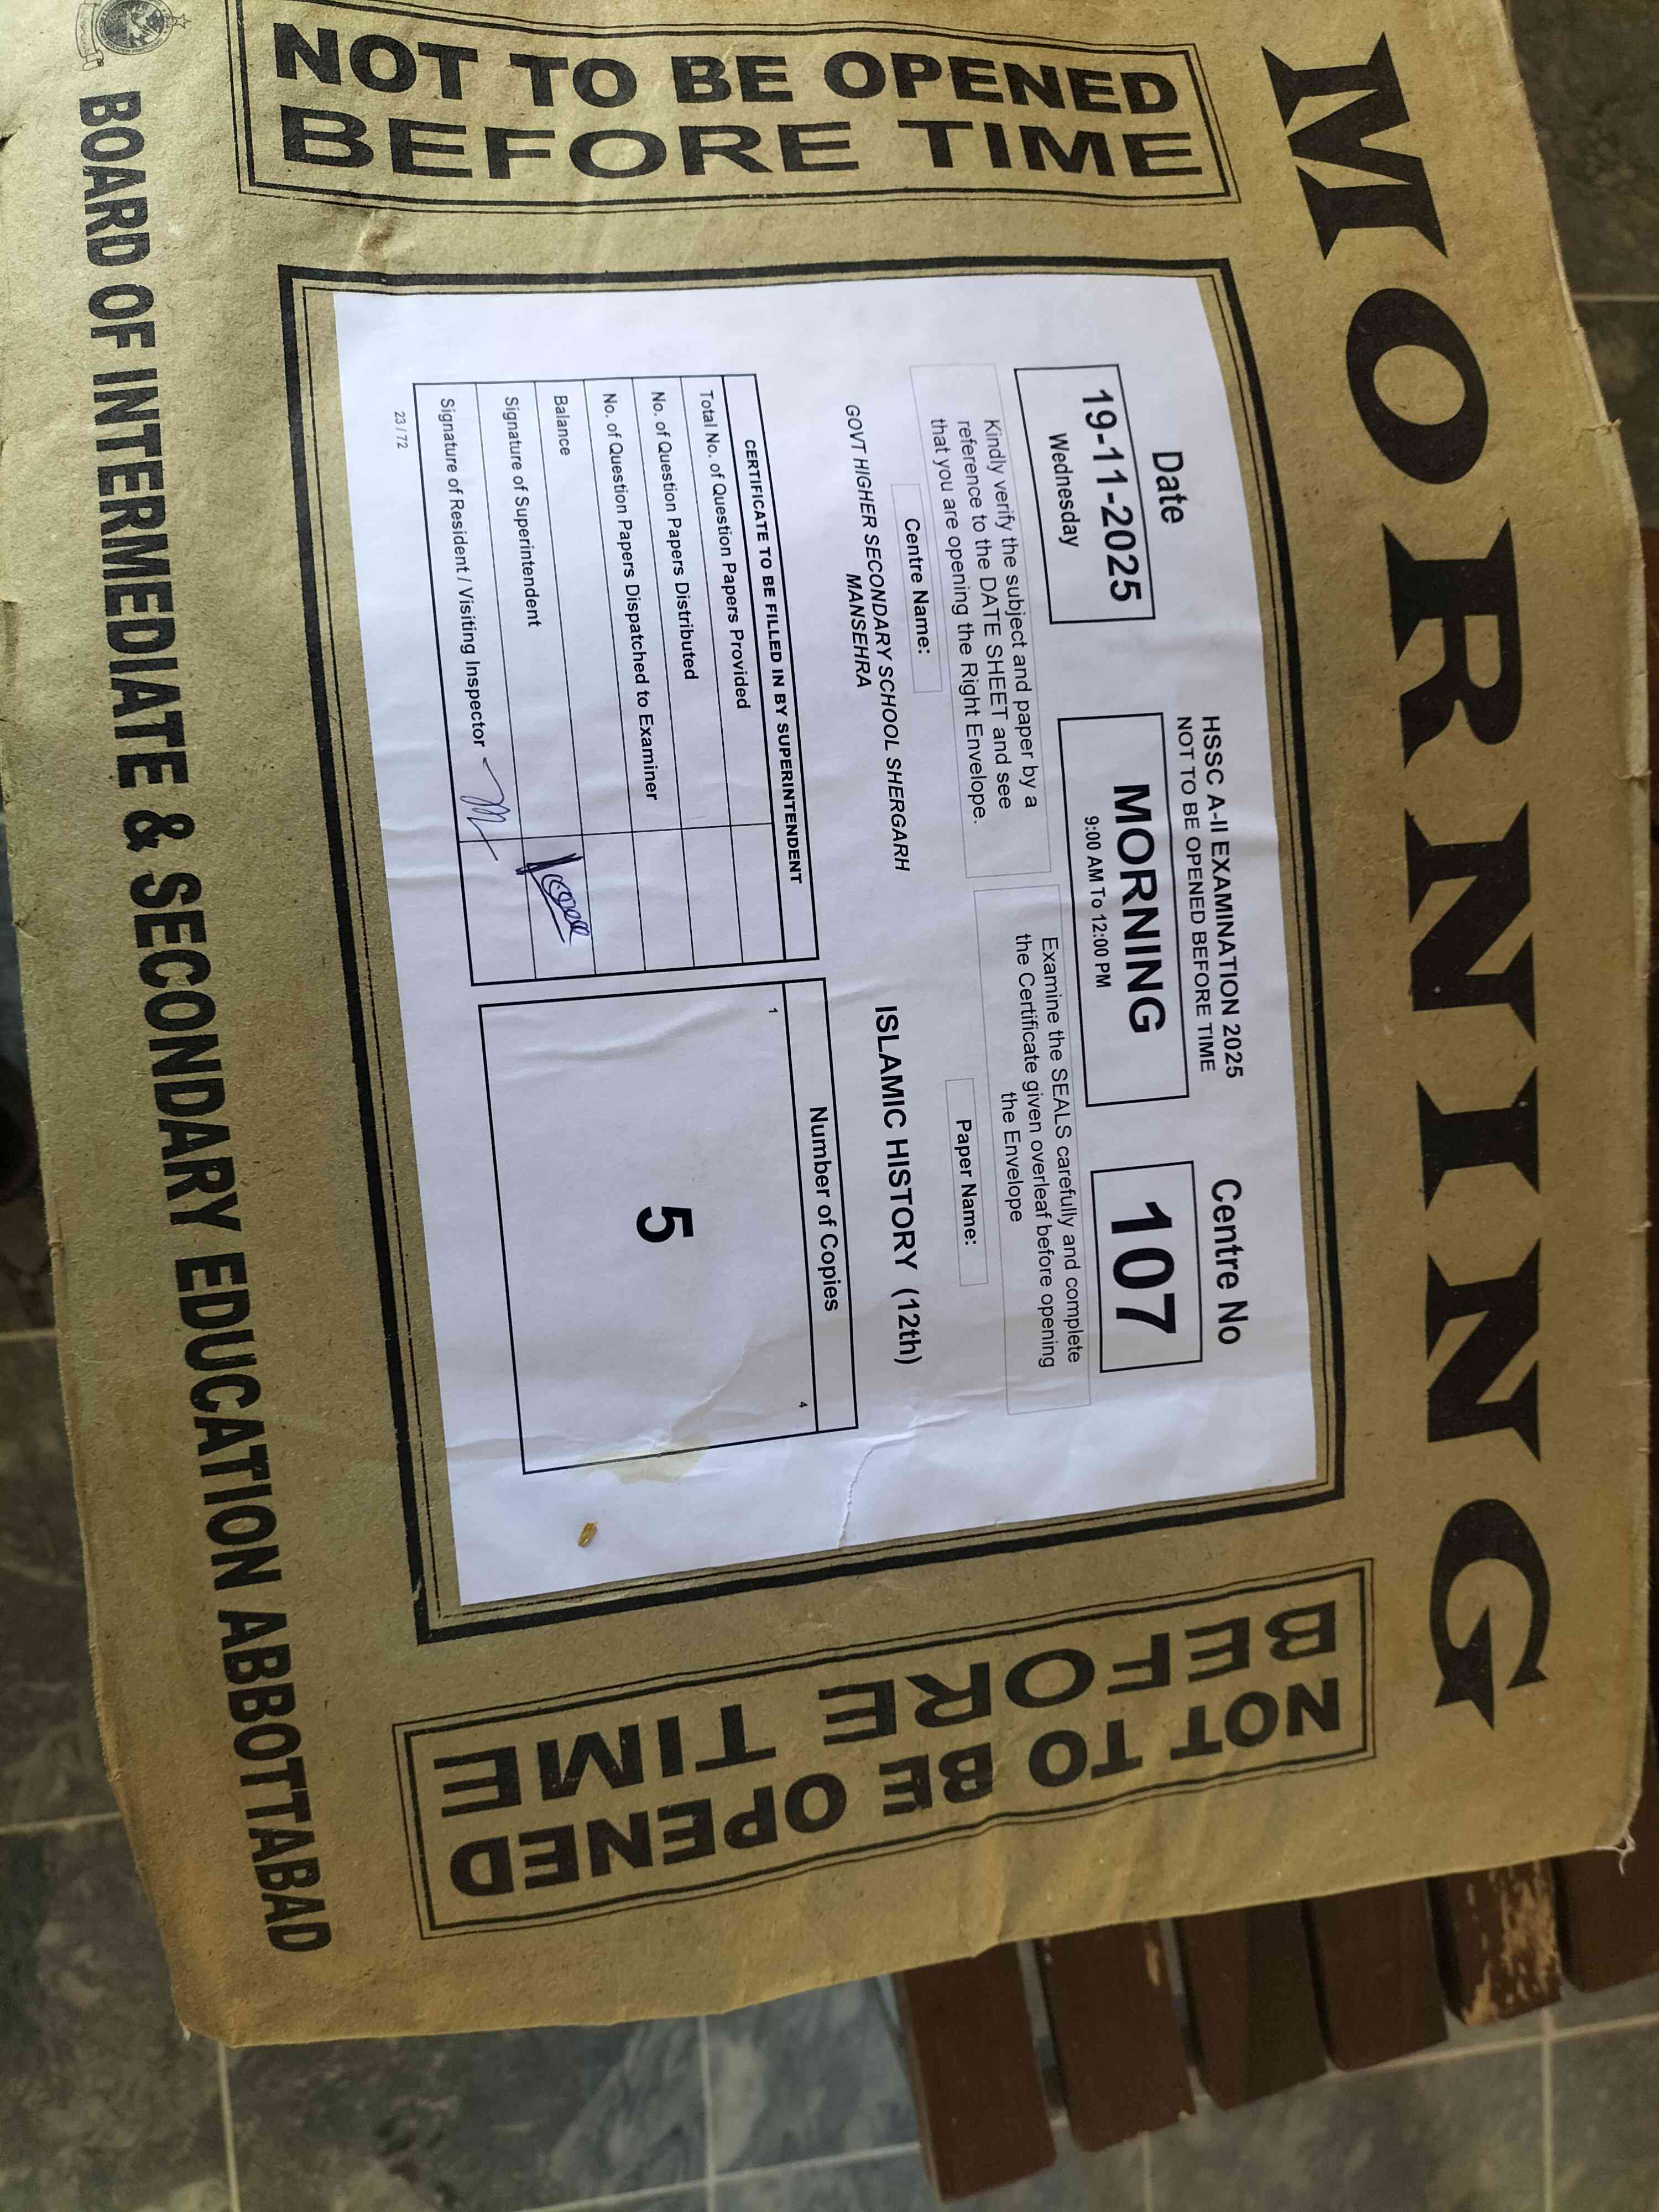 MORNING
NOT TO BE OPENED
BEFORE TIME
HSSC A-II EXAMINATION 2025
NOT TO BE OPENED BEFORE TIME
Date
19-11-2025
Wednesday
MORNING
9:00 AM To 12:00 PM
Centre No
107
Kindly verify the subject and paper by a
reference to the DATE SHEET and see
that you are opening the Right Envelope.
Examine the SEALS carefully and complete
the Certificate given overleaf before opening
the Envelope
Centre Name:
GOVT HIGHER SECONDARY SCHOOL SHERGARH
MANSEHRA
Paper Name:
ISLAMIC HISTORY (12th)
CERTIFICATE TO BE FILLED IN BY SUPERINTENDENT
Total No. of Question Papers Provided
No. of Question Papers Distributed
No. of Question Papers Dispatched to Examiner
Balance
Signature of Superintendent
Signature of Resident / Visiting Inspector
23 / 72
Number of Copies
1
4
5
NOT TO BE OPENED
BEFORE TIME
BOARD OF INTERMEDIATE & SECONDARY EDUCATION ABBOTTABAD